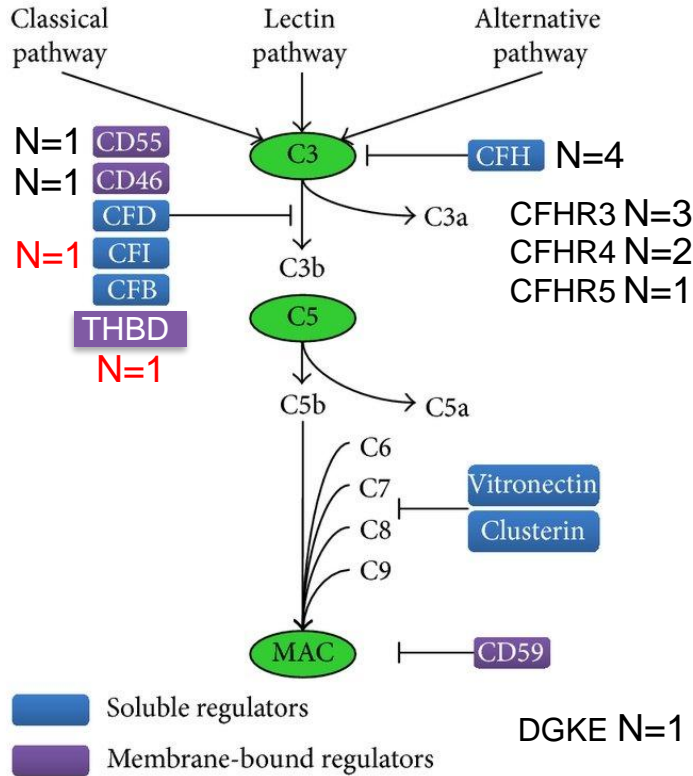 Classical
pathway
Lectin
pathway
Alternative
pathway
N=1 CD55
N=1 CD46
CFD
N=1 CFI
CFB
THBD
N=1
C3
CFH N=4
C3a
C3b
CFHR3 N=3
CFHR4 N=2
CFHR5 N=1
C5
C5b
C5a
C6
C7
C8
C9
Vitronectin
Clusterin
MAC
CD59
Soluble regulators
Membrane-bound regulators
DGKE N=1